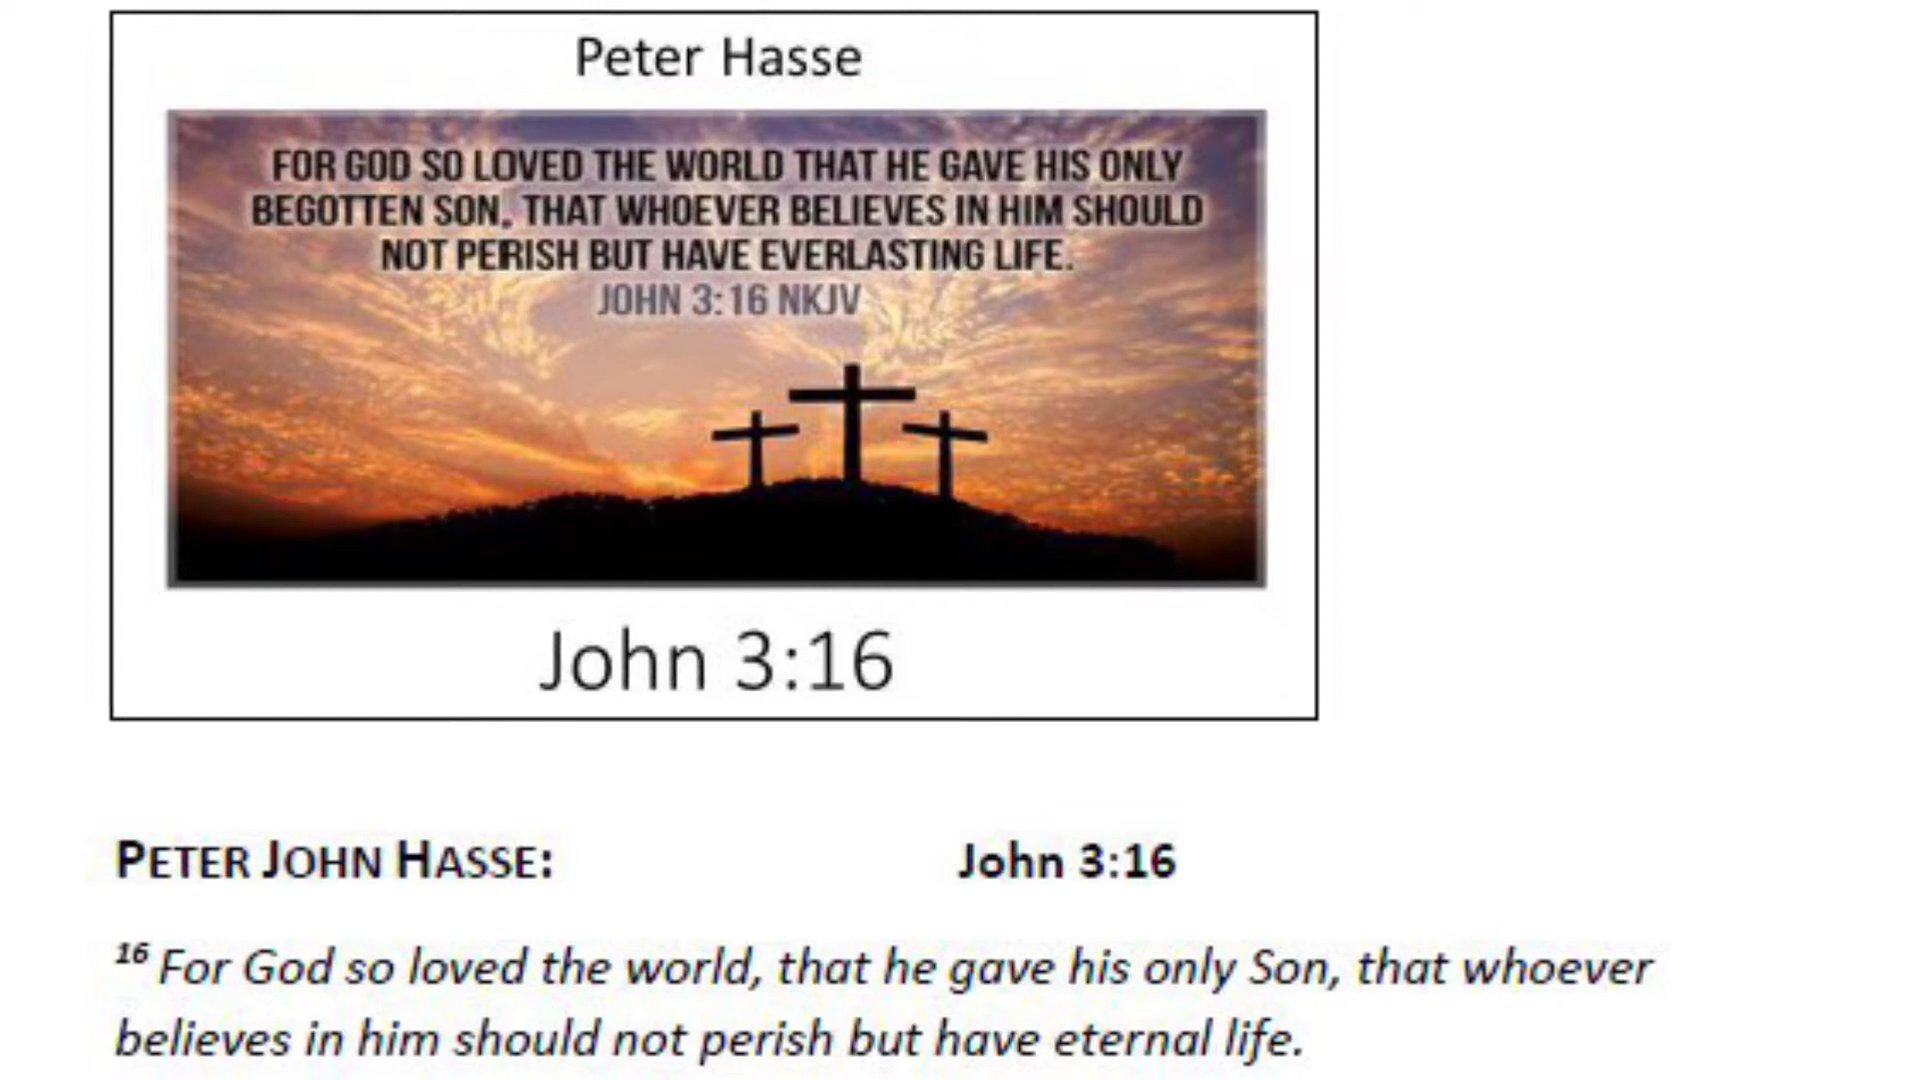 Peter Hasse
FOR GOD SO LOVED THE WORLD THAT HE GAVE HIS ONLY
BEGOTTEN SON, THAT WHOEVER BELIEVES IN HIM SHOULD
NOT PERISH BUT HAVE EVERLASTING LIFE.
JOHN 3:16 NKJV
John 3:16
PETER JOHN HASSE: John 3:16
16 For God so loved the world, that he gave his only Son, that whoever
believes in him should not perish but have eternal life.